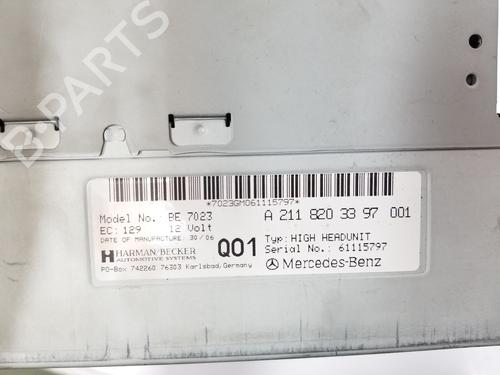 B-PARTS
*7023GM061115797*
Model No.: BE 7023
EC: 129 12 Volt
DATE OF MANUFACTURE: 30/06
HARMAN/BECKER
AUTOMOTIVE SYSTEMS
PO-Box 742260 76303 Karlsbad, Germany
Q01
A 211 820 33 97 001
Typ: HIGH HEADUNIT
Serial No.: 61115797
Mercedes-Benz